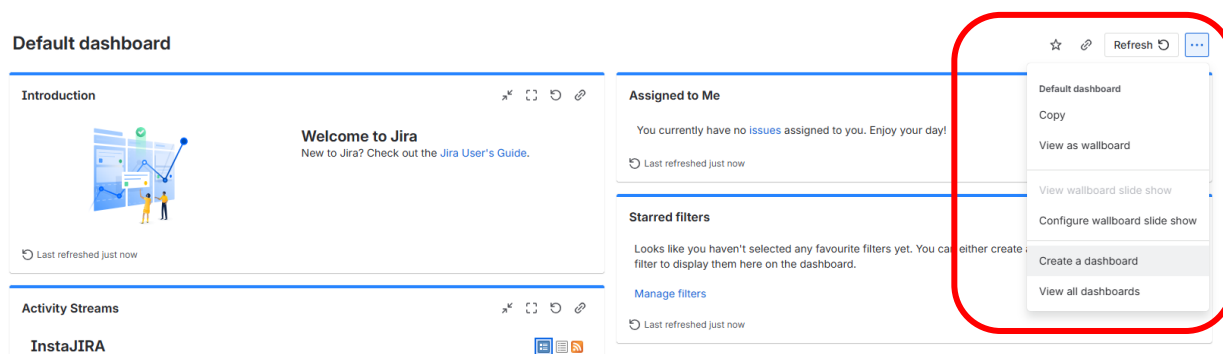 Default dashboard
Refresh
Introduction
Welcome to Jira
New to Jira? Check out the Jira User's Guide.
Last refreshed just now
Activity Streams
InstaJIRA
Assigned to Me
You currently have no issues assigned to you. Enjoy your day!
Last refreshed just now
Starred filters
Looks like you haven't selected any favourite filters yet. You can either create
filter to display them here on the dashboard.
Manage filters
Last refreshed just now
Default dashboard
Copy
View as wallboard
View wallboard slide show
Configure wallboard slide show
Create a dashboard
View all dashboards